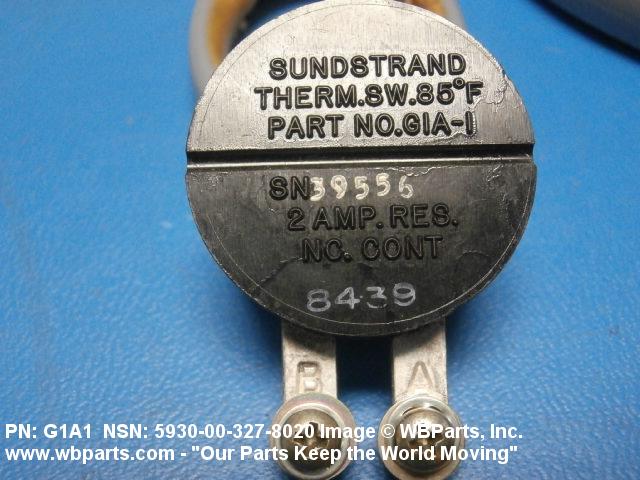 SUNDSTRAND
THERM.SW.85°F
PART NO.G1A-1
SN39556
2 AMP. RES.
NC. CONT
8439
B A
PN: G1A1 NSN: 5930-00-327-8020 Image © WBParts, Inc.
www.wbparts.com - "Our Parts Keep the World Moving"